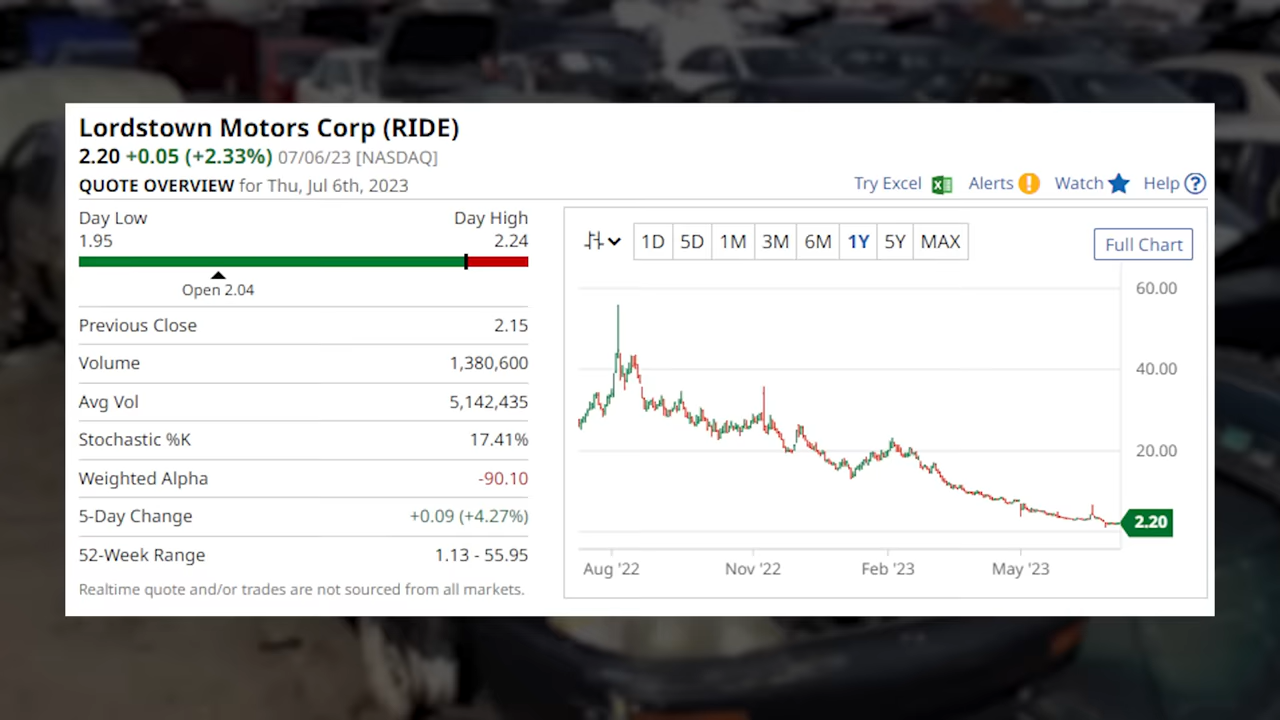 Lordstown Motors Corp (RIDE)
2.20 +0.05 (+2.33%) 07/06/23 [NASDAQ]
QUOTE OVERVIEW for Thu, Jul 6th, 2023
Try Excel Alerts Watch Help
Day Low Day High
1.95 2.24
Open 2.04
Previous Close 2.15
Volume 1,380,600
Avg Vol 5,142,435
Stochastic %K 17.41%
Weighted Alpha -90.10
5-Day Change +0.09 (+4.27%)
52-Week Range 1.13 - 55.95
Realtime quote and/or trades are not sourced from all markets.
1D 5D 1M 3M 6M 1Y 5Y MAX Full Chart
60.00
40.00
20.00
2.20
Aug '22 Nov '22 Feb '23 May '23